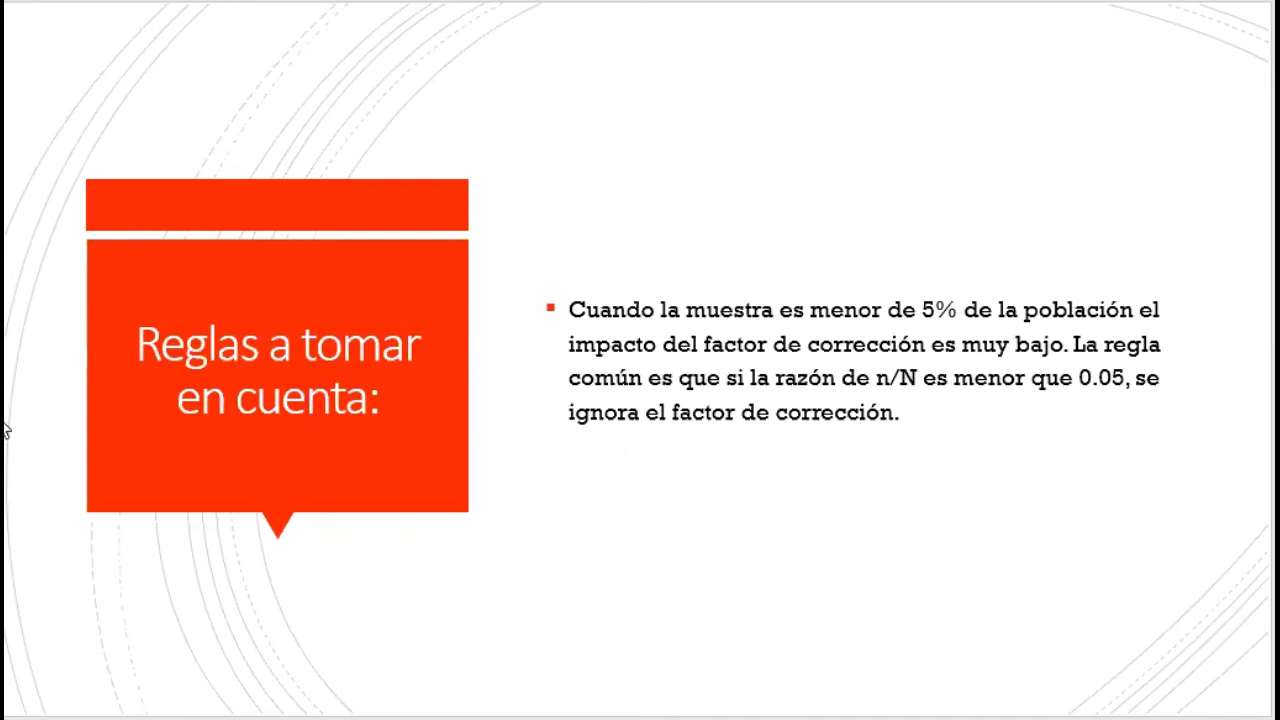 Reglas a tomar
en cuenta:
▪ Cuando la muestra es menor de 5% de la población el
impacto del factor de corrección es muy bajo. La regla
común es que si la razón de n/N es menor que 0.05, se
ignora el factor de corrección.